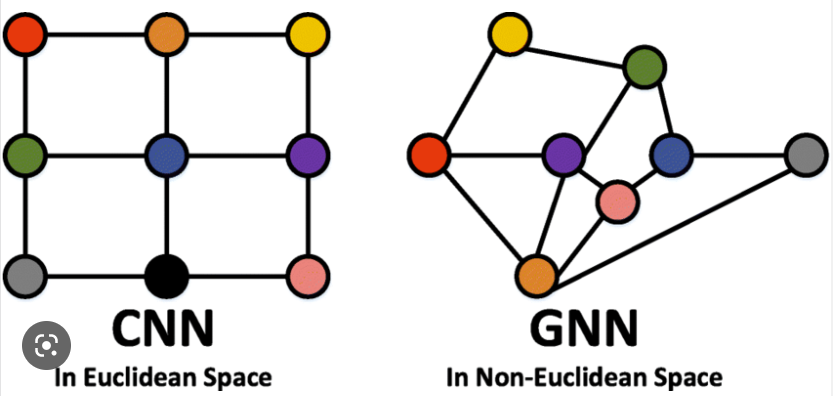 CNN
In Euclidean Space
GNN
In Non-Euclidean Space